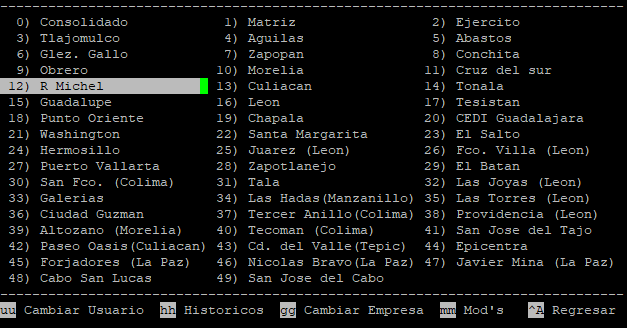 0) Consolidado 1) Matriz 2) Ejercito
3) Tlajomulco 4) Aguilas 5) Abastos
6) Glez. Gallo 7) Zapopan 8) Conchita
9) Obrero 10) Morelia 11) Cruz del sur
12) R Michel 13) Culiacan 14) Tonala
15) Guadalupe 16) Leon 17) Tesistan
18) Punto Oriente 19) Chapala 20) CEDI Guadalajara
21) Washington 22) Santa Margarita 23) El Salto
24) Hermosillo 25) Juarez (Leon) 26) Fco. Villa (Leon)
27) Puerto Vallarta 28) Zapotlanejo 29) El Batan
30) San Fco. (Colima) 31) Tala 32) Las Joyas (Leon)
33) Galerias 34) Las Hadas(Manzanillo) 35) Las Torres (Leon)
36) Ciudad Guzman 37) Tercer Anillo(Colima) 38) Providencia (Leon)
39) Altozano (Morelia) 40) Tecoman (Colima) 41) San Jose del Tajo
42) Paseo Oasis(Culiacan) 43) Cd. del Valle(Tepic) 44) Epicentra
45) Forjadores (La Paz) 46) Nicolas Bravo(La Paz) 47) Javier Mina (La Paz)
48) Cabo San Lucas 49) San Jose del Cabo
uu Cambiar Usuario hh Historicos gg Cambiar Empresa mm Mod's ^A Regresar